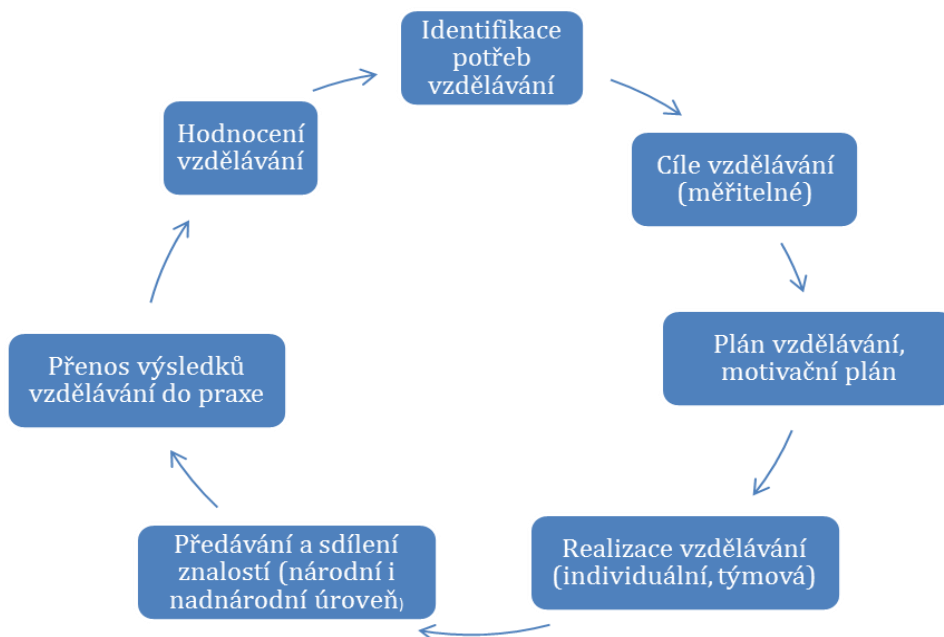 Identifikace
potřeb
vzdělávání
Cíle vzdělávání
(měřitelné)
Plán vzdělávání,
motivační plán
Realizace vzdělávání
(individuální, týmová)
Předávání a sdílení
znalostí (národní i
nadnárodní úroveň)
Přenos výsledků
vzdělávání do praxe
Hodnocení
vzdělávání